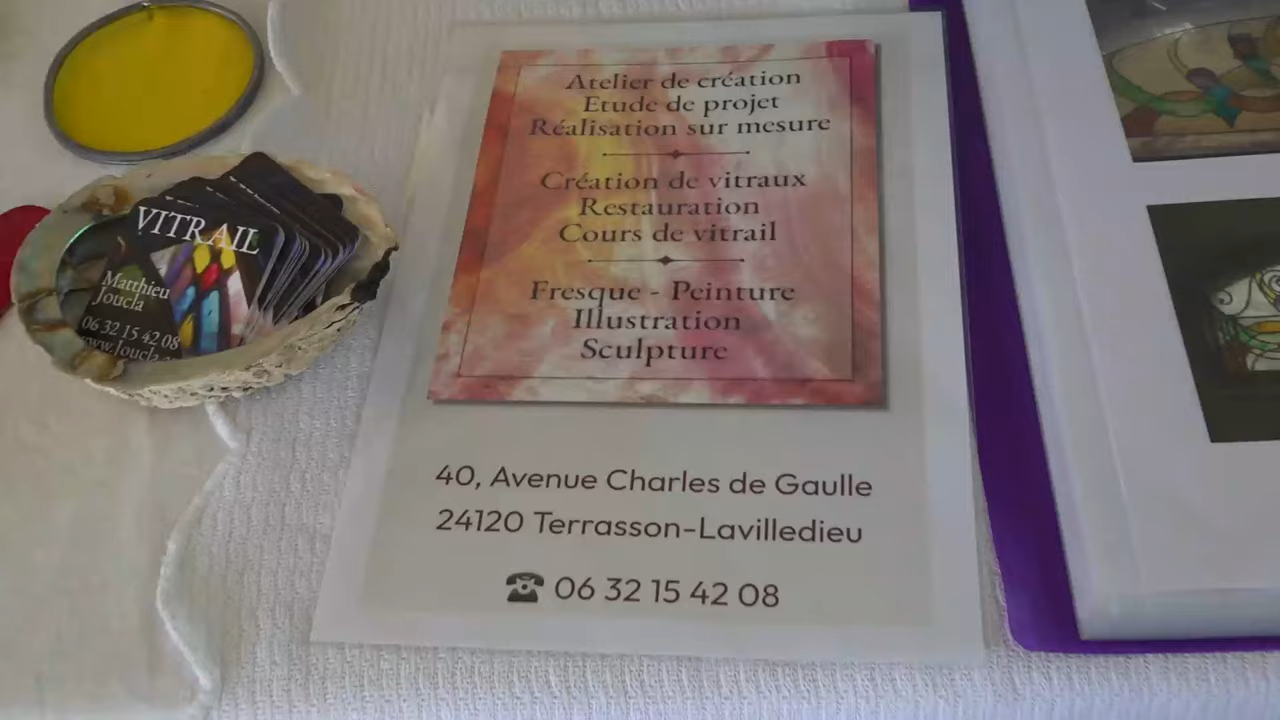 VITRAIL
Matthieu
Joucla
06 32 15 42 08
Atelier de création
Etude de projet
Réalisation sur mesure
Création de vitraux
Restauration
Cours de vitrail
Fresque - Peinture
Illustration
Sculpture
40, Avenue Charles de Gaulle
24120 Terrasson-Lavilledieu
06 32 15 42 08